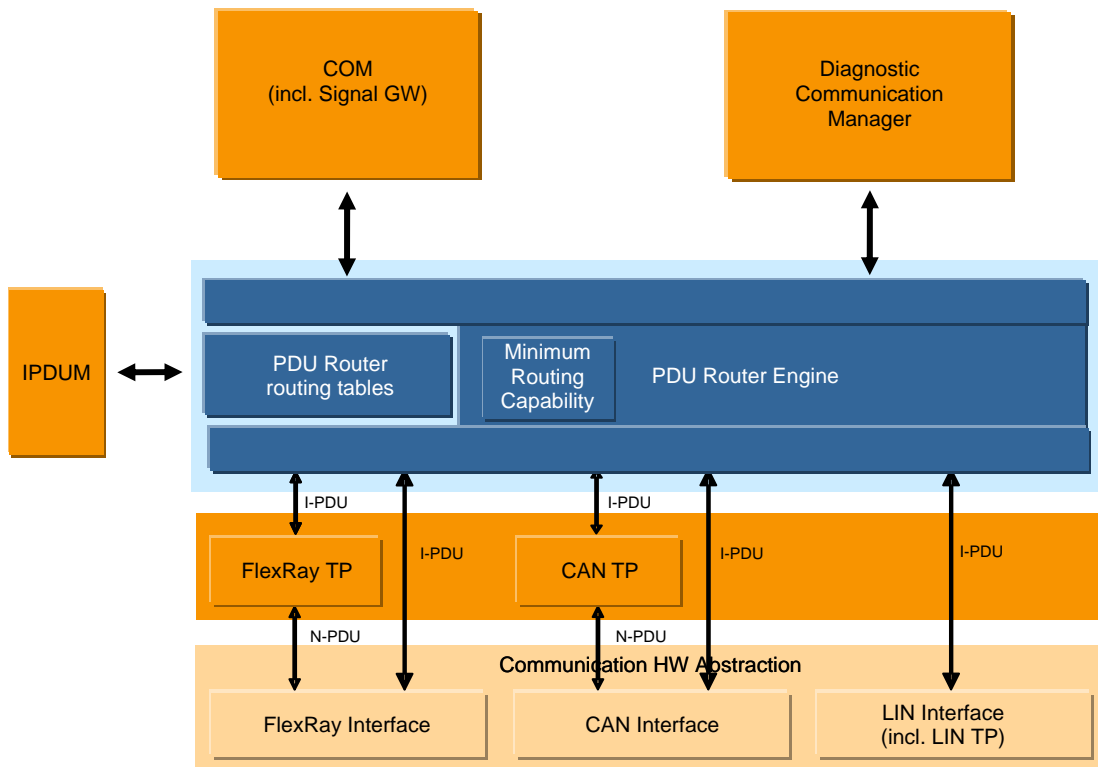 COM
(incl. Signal GW)
Diagnostic
Communication
Manager
IPDUM
PDU Router
routing tables
Minimum
Routing
Capability
PDU Router Engine
I-PDU
I-PDU
I-PDU
I-PDU
I-PDU
FlexRay TP
CAN TP
N-PDU
N-PDU
Communication HW Abstraction
FlexRay Interface
CAN Interface
LIN Interface
(incl. LIN TP)